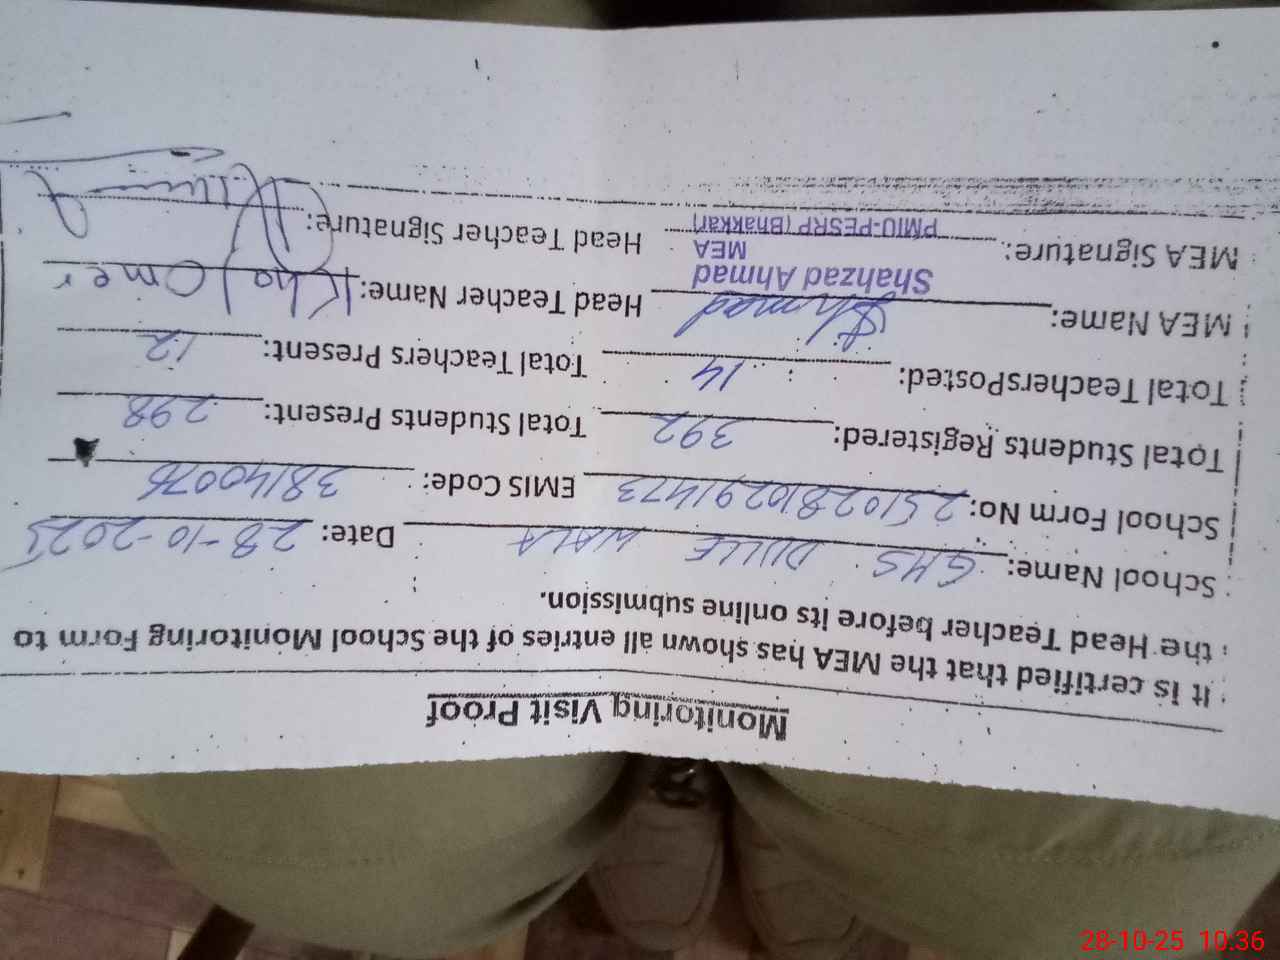 Monitoring Visit Proof
It is certified that the MEA has shown all entries of the School Monitoring Form to
the Head Teacher before its online submission.
School Name: GHS DULLE WALA Date: 28-10-2025
School Form No: 25102810291473 EMIS Code: 38140076
Total Students Registered: 392 Total Students Present: 298
Total TeachersPosted: 14 Total Teachers Present: 12
MEA Name: Head Teacher Name: Omer
Shahzad Ahmad
MEA
MEA Signature: PMIU-PESRP (Bhakkar) Head Teacher Signature:
28-10-25 10:36